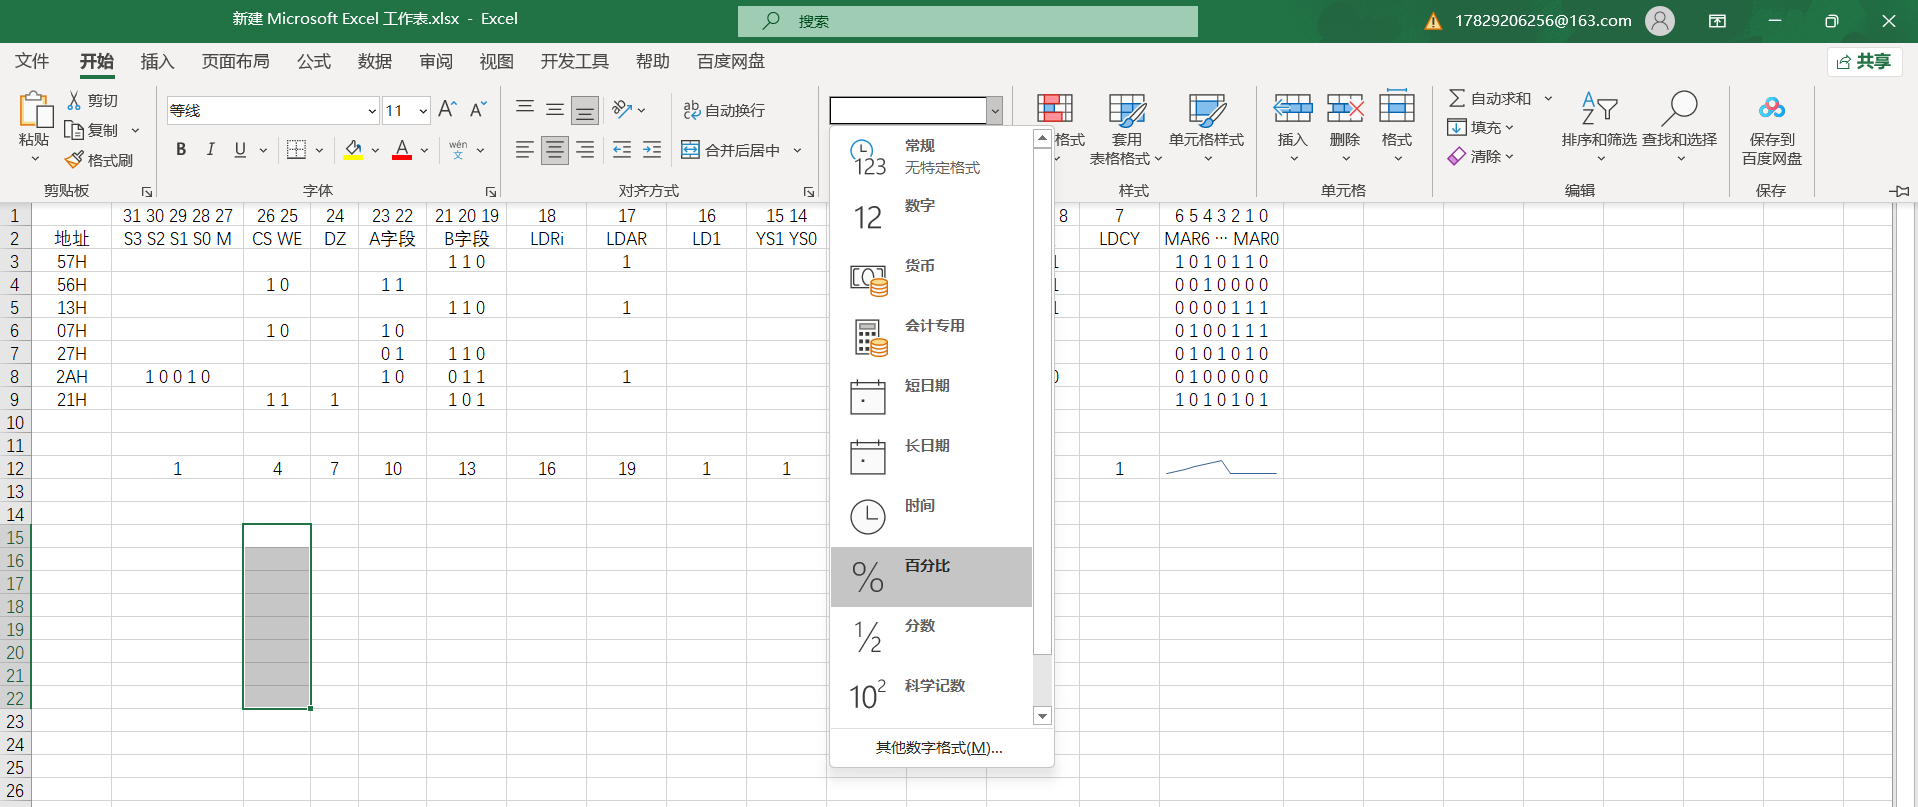 新建 Microsoft Excel 工作表.xlsx - Excel
搜索
17829206256@163.com
文件 开始 插入 页面布局 公式 数据 审阅 视图 开发工具 帮助 百度网盘
共享
粘贴
剪切
复制
格式刷
剪贴板
等线 11
B I U
A
wén
文
字体
ab 自动换行
合并后居中
对齐方式
格式
套用
表格格式
单元格样式
样式
插入
删除
格式
单元格
自动求和
填充
清除
排序和筛选
查找和选择
编辑
保存到
百度网盘
保存
123 常规
无特定格式
12 数字
货币
会计专用
短日期
长日期
时间
% 百分比
½ 分数
10² 科学记数
其他数字格式(M)...
1 31 30 29 28 27 26 25 24 23 22 21 20 19 18 17 16 15 14 8 7 6 5 4 3 2 1 0
2 地址 S3 S2 S1 S0 M CS WE DZ A字段 B字段 LDRi LDAR LD1 YS1 YS0 LDCY MAR6 ··· MAR0
3 57H 1 1 0 1 1 1 0 1 0 1 1 0
4 56H 1 0 1 1 1 0 0 1 0 0 0 0
5 13H 1 1 0 1 1 0 0 0 0 1 1 1
6 07H 1 0 1 0 0 1 0 0 1 1 1
7 27H 0 1 1 1 0 0 1 0 1 0 1 0
8 2AH 1 0 0 1 0 1 0 0 1 1 1 0 0 1 0 0 0 0 0
9 21H 1 1 1 1 0 1 1 0 1 0 1 0 1
10
11
12 1 4 7 10 13 16 19 1 1 1
13
14
15
16
17
18
19
20
21
22
23
24
25
26